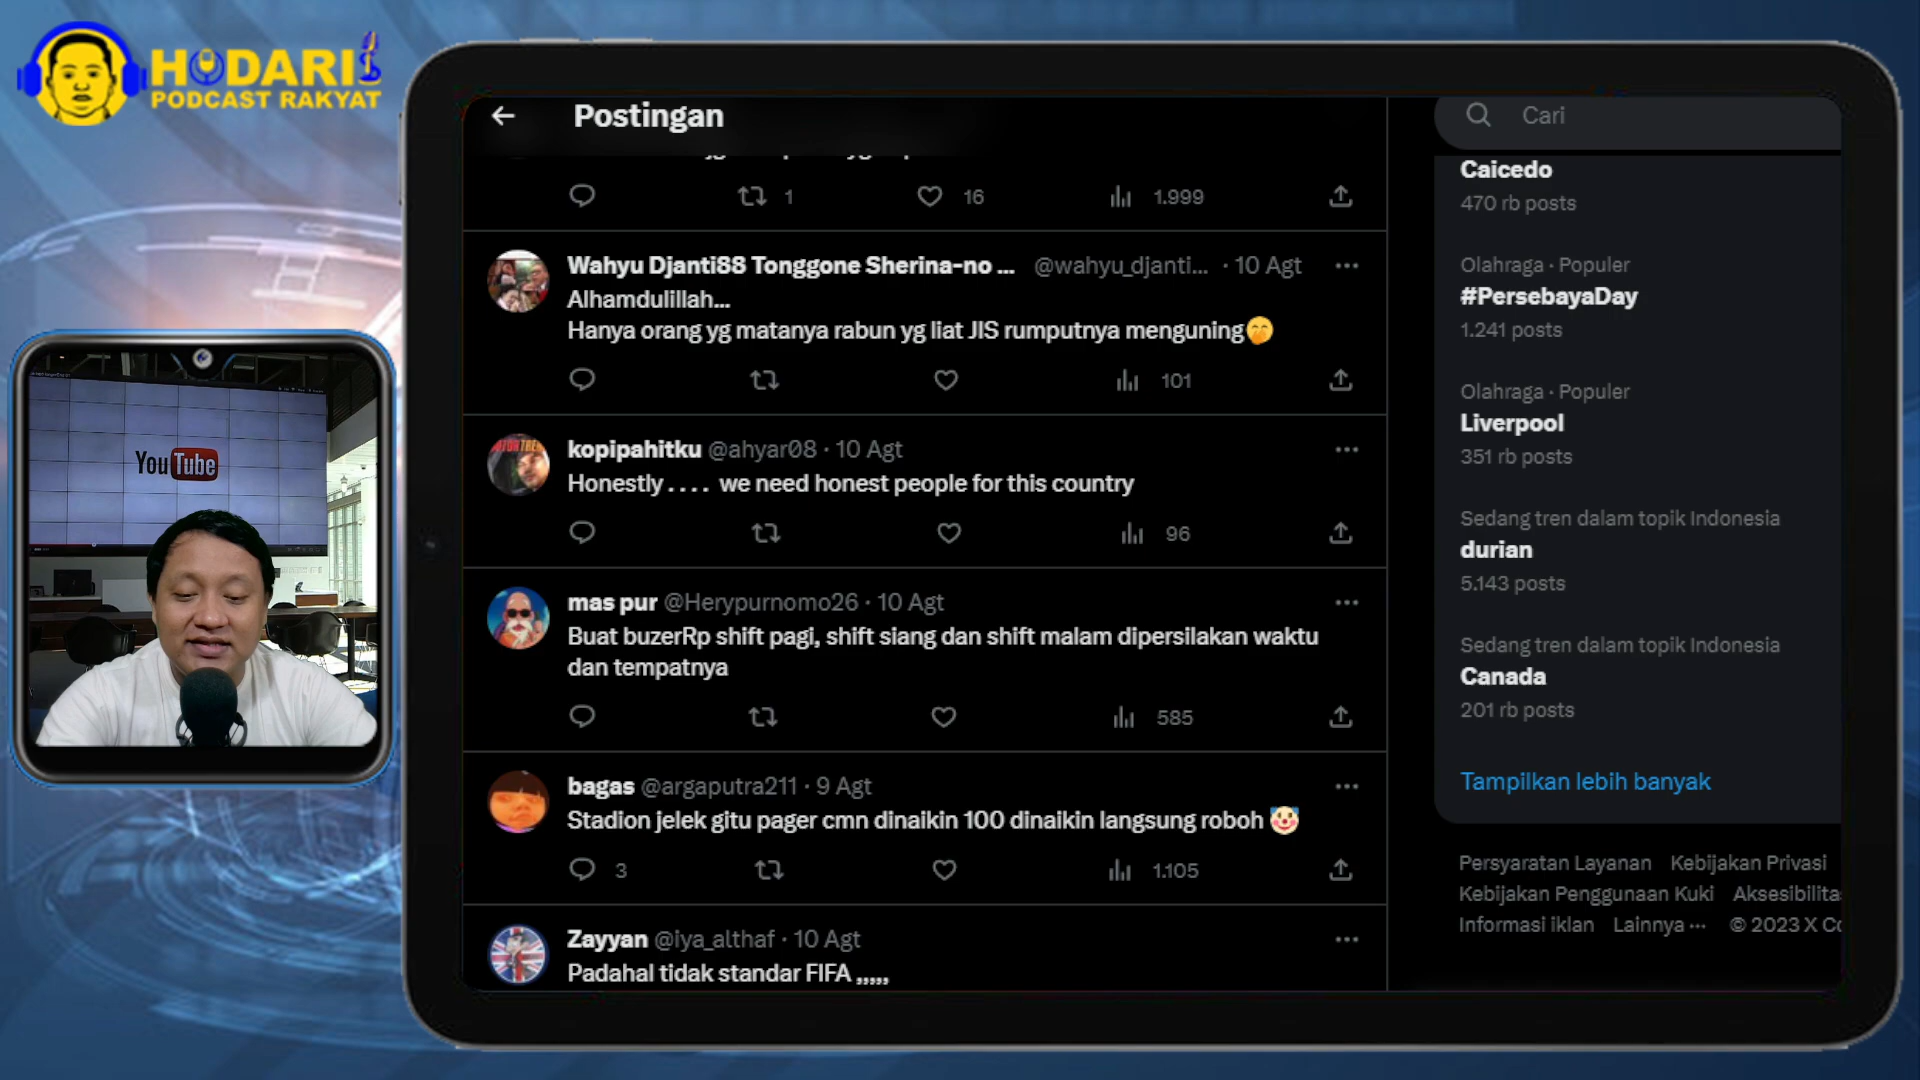 HODARI
PODCAST RAKYAT
YouTube
Postingan
1 16 1.999
Wahyu Djanti88 Tonggone Sherina-no ... @wahyu_djanti... · 10 Agt
Alhamdulillah...
Hanya orang yg matanya rabun yg liat JIS rumputnya menguning🤭
101
kopipahitku @ahyar08 · 10 Agt
Honestly . . . . we need honest people for this country
96
mas pur @Herypurnomo26 · 10 Agt
Buat buzerRp shift pagi, shift siang dan shift malam dipersilakan waktu
dan tempatnya
585
bagas @argaputra211 · 9 Agt
Stadion jelek gitu pager cmn dinaikin 100 dinaikin langsung roboh 🤡
3 1.105
Zayyan @iya_althaf · 10 Agt
Padahal tidak standar FIFA ,,,,,
Cari
Caicedo
470 rb posts
Olahraga · Populer
#PersebayaDay
1.241 posts
Olahraga · Populer
Liverpool
351 rb posts
Sedang tren dalam topik Indonesia
durian
5.143 posts
Sedang tren dalam topik Indonesia
Canada
201 rb posts
Tampilkan lebih banyak
Persyaratan Layanan Kebijakan Privasi
Kebijakan Penggunaan Kuki Aksesibilita
Informasi iklan Lainnya ··· © 2023 X Co